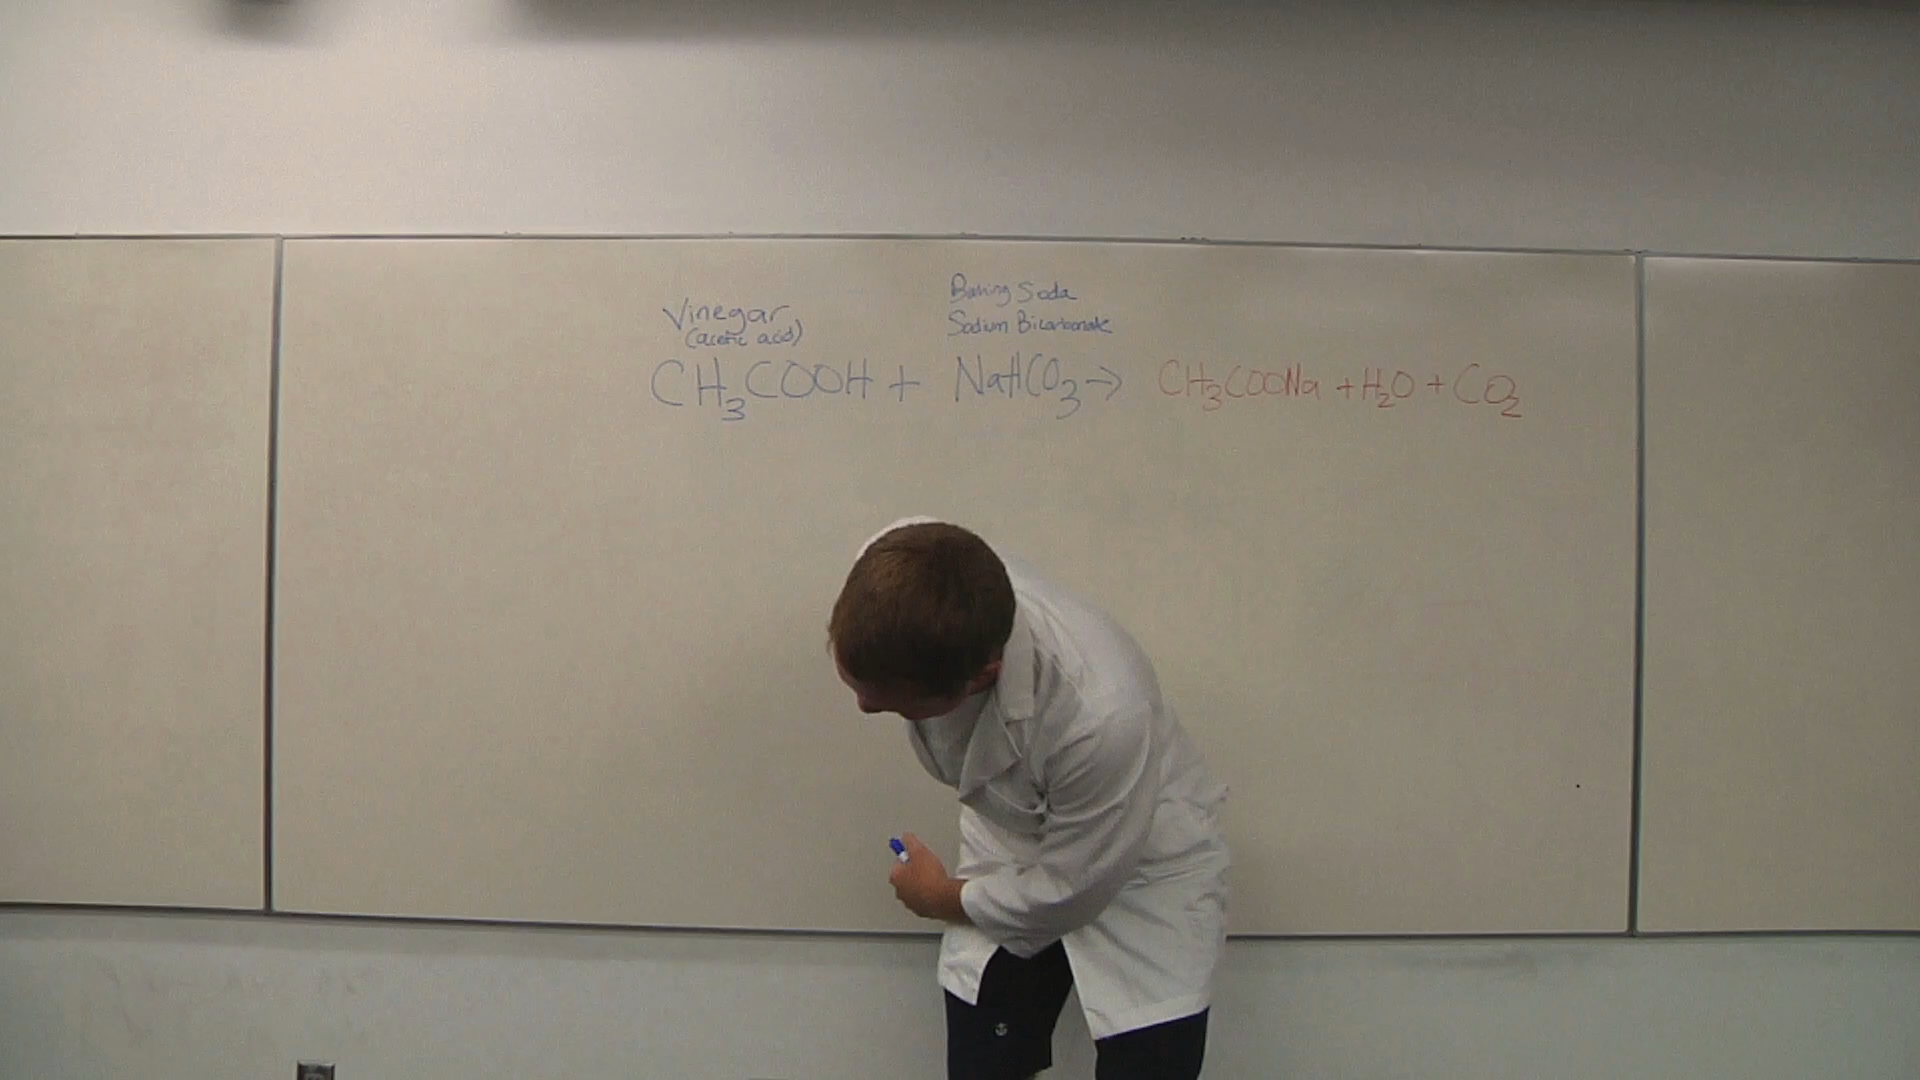 Vinegar
(acetic acid)
Baking Soda
Sodium Bicarbonate
CH₃COOH + NaHCO₃ → CH₃COONa + H₂O + CO₂